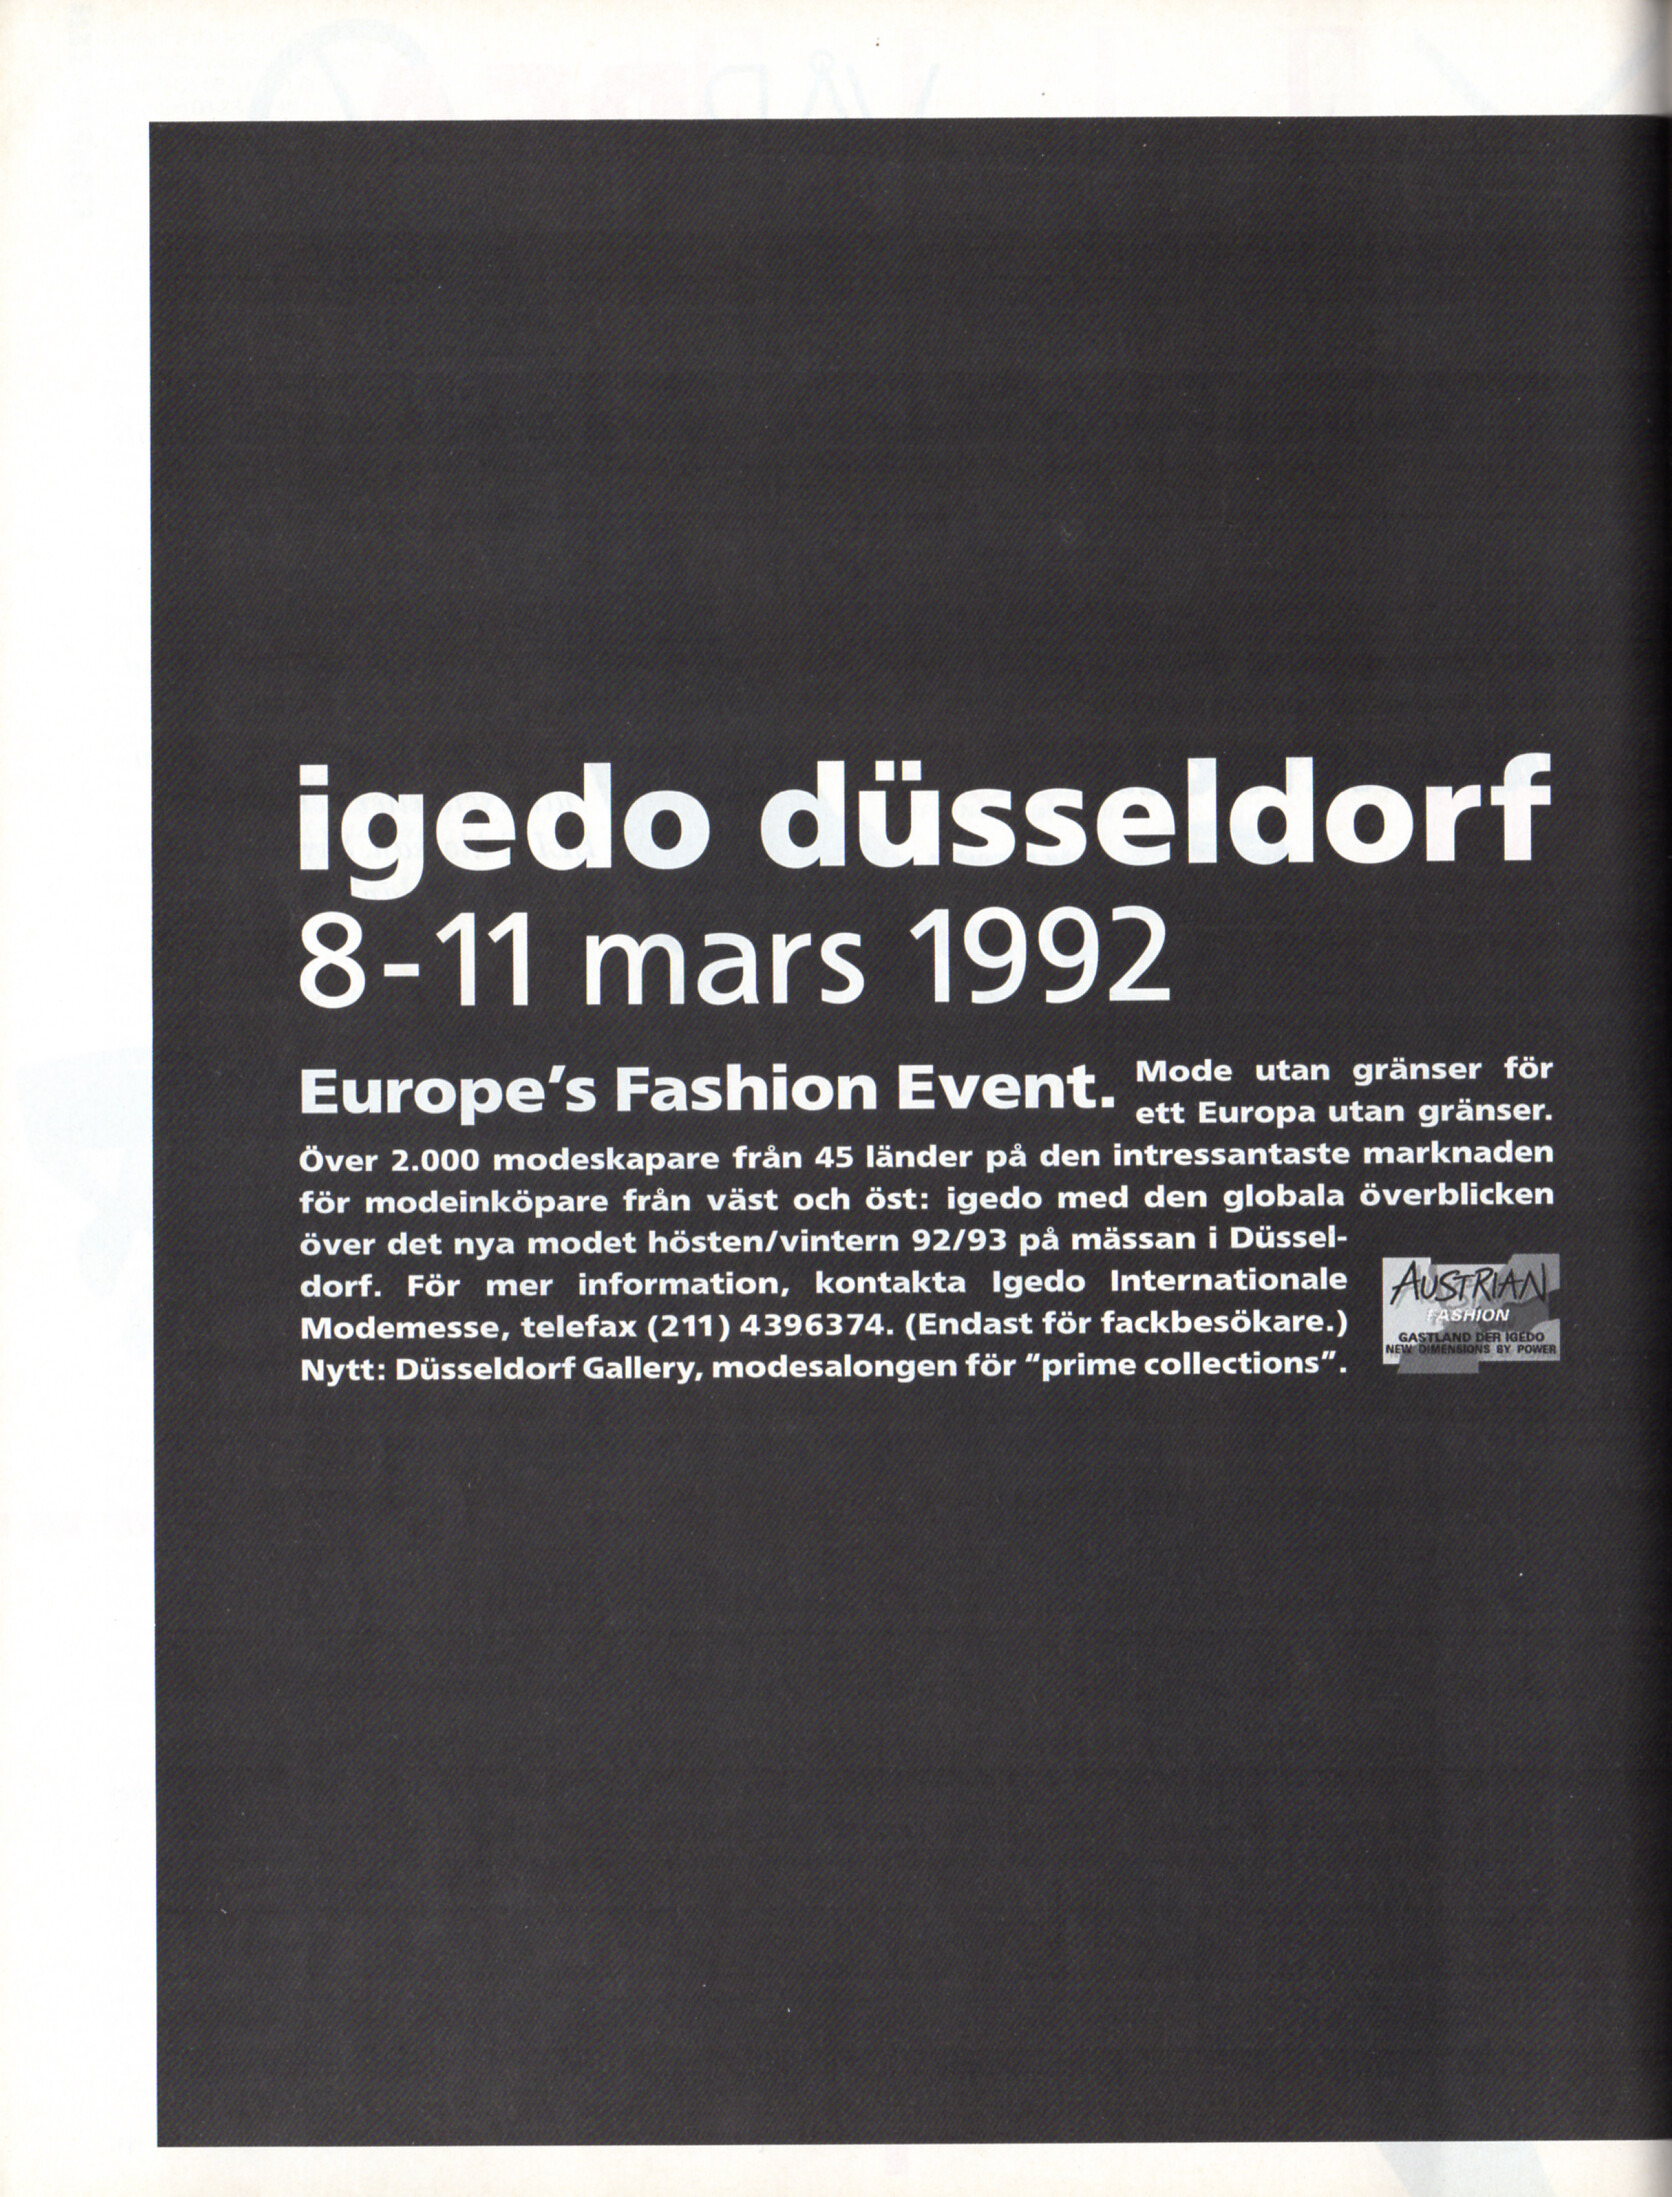 igedo düsseldorf
8-11 mars 1992
Europe's Fashion Event. Mode utan gränser för
ett Europa utan gränser.
Över 2.000 modeskapare från 45 länder på den intressantaste marknaden
för modeinköpare från väst och öst: igedo med den globala överblicken
över det nya modet hösten/vintern 92/93 på mässan i Düssel-
dorf. För mer information, kontakta Igedo Internationale
Modemesse, telefax (211) 4396374. (Endast för fackbesökare.)
Nytt: Düsseldorf Gallery, modesalongen för "prime collections".
AUSTRIAN
FASHION
GASTLAND DER IGEDO
NEW DIMENSIONS BY POWER